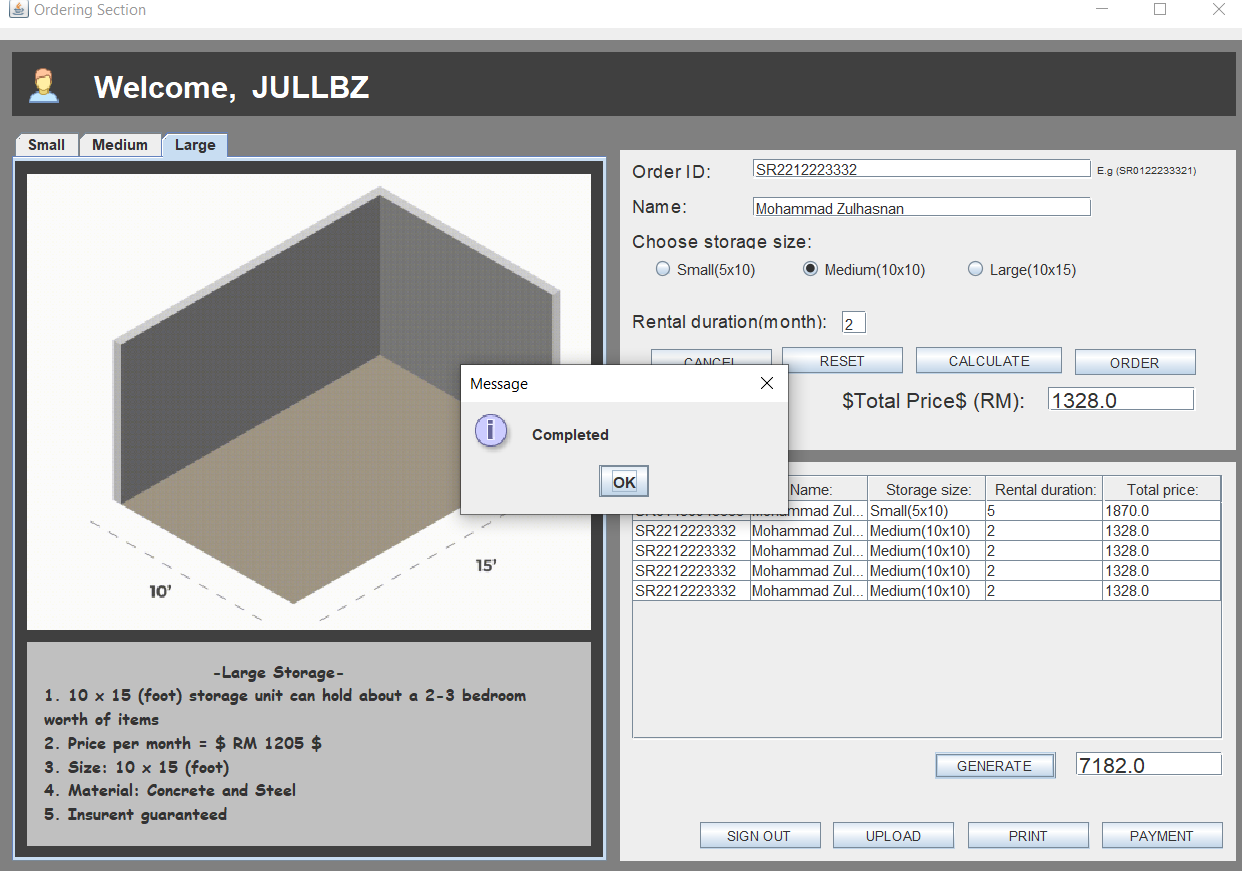 Ordering Section
Welcome, JULLBZ
Small Medium Large
10'
15'
-Large Storage-
1. 10 x 15 (foot) storage unit can hold about a 2-3 bedroom
worth of items
2. Price per month = $ RM 1205 $
3. Size: 10 x 15 (foot)
4. Material: Concrete and Steel
5. Insurent guaranteed
Order ID: SR2212223332 E.g (SR0122233321)
Name: Mohammad Zulhasnan
Choose storage size:
Small(5x10) Medium(10x10) Large(10x15)
Rental duration(month): 2
CANCEL RESET CALCULATE ORDER
$Total Price$ (RM): 1328.0
Message
Completed
OK
Name: Storage size: Rental duration: Total price:
Mohammad Zul... Small(5x10) 5 1870.0
SR2212223332 Mohammad Zul... Medium(10x10) 2 1328.0
SR2212223332 Mohammad Zul... Medium(10x10) 2 1328.0
SR2212223332 Mohammad Zul... Medium(10x10) 2 1328.0
SR2212223332 Mohammad Zul... Medium(10x10) 2 1328.0
GENERATE 7182.0
SIGN OUT UPLOAD PRINT PAYMENT